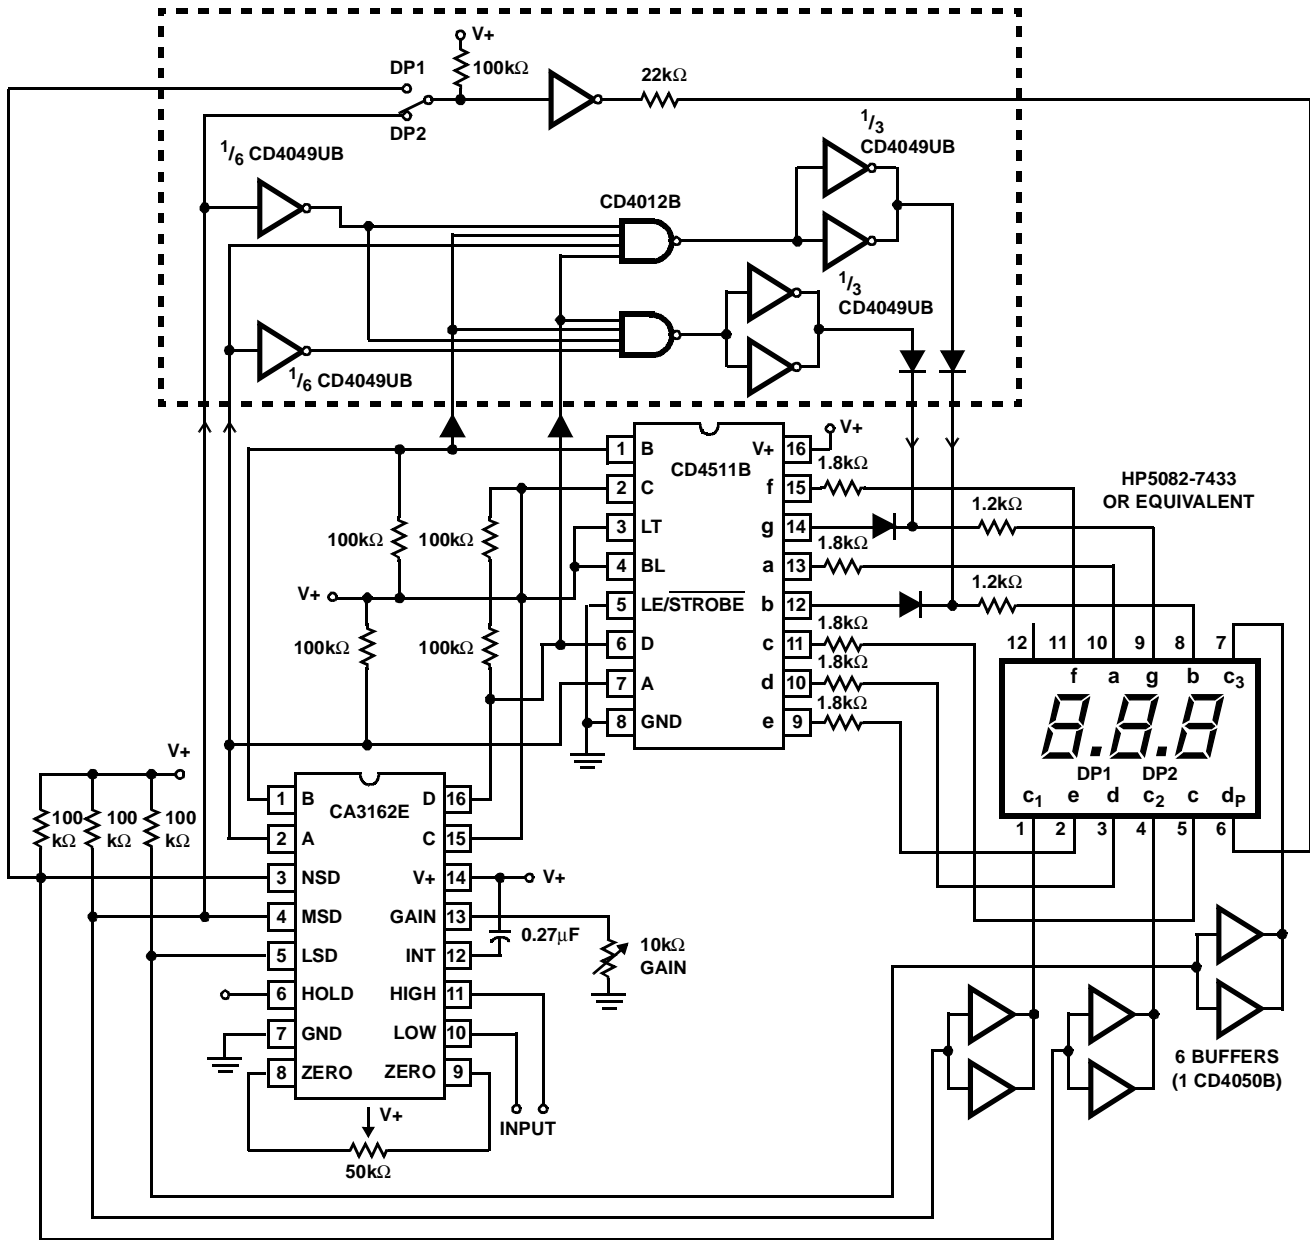 V+
DP1
100kΩ
22kΩ
DP2
1/3
CD4049UB
1/6 CD4049UB
CD4012B
1/3
CD4049UB
1/6 CD4049UB
1 B
V+ 16
V+
CD4511B
1.8kΩ
2 C
f 15
HP5082-7433
OR EQUIVALENT
1.2kΩ
3 LT
g 14
100kΩ
100kΩ
1.8kΩ
4 BL
a 13
V+
1.2kΩ
5 LE/STROBE
b 12
1.8kΩ
100kΩ
100kΩ
6 D
c 11
12 11 10 9 8 7
1.8kΩ
7 A
d 10
f a g b c3
1.8kΩ
8 GND
e 9
8.8.8
V+
DP1 DP2
1 B
D 16
c1 e d c2 c dP
100 kΩ
100 kΩ
100 kΩ
CA3162E
1 2 3 4 5 6
2 A
C 15
3 NSD
V+ 14
V+
4 MSD
GAIN 13
0.27μF
10kΩ
GAIN
5 LSD
INT 12
6 HOLD
HIGH 11
7 GND
LOW 10
6 BUFFERS
(1 CD4050B)
8 ZERO
ZERO 9
V+
INPUT
50kΩ